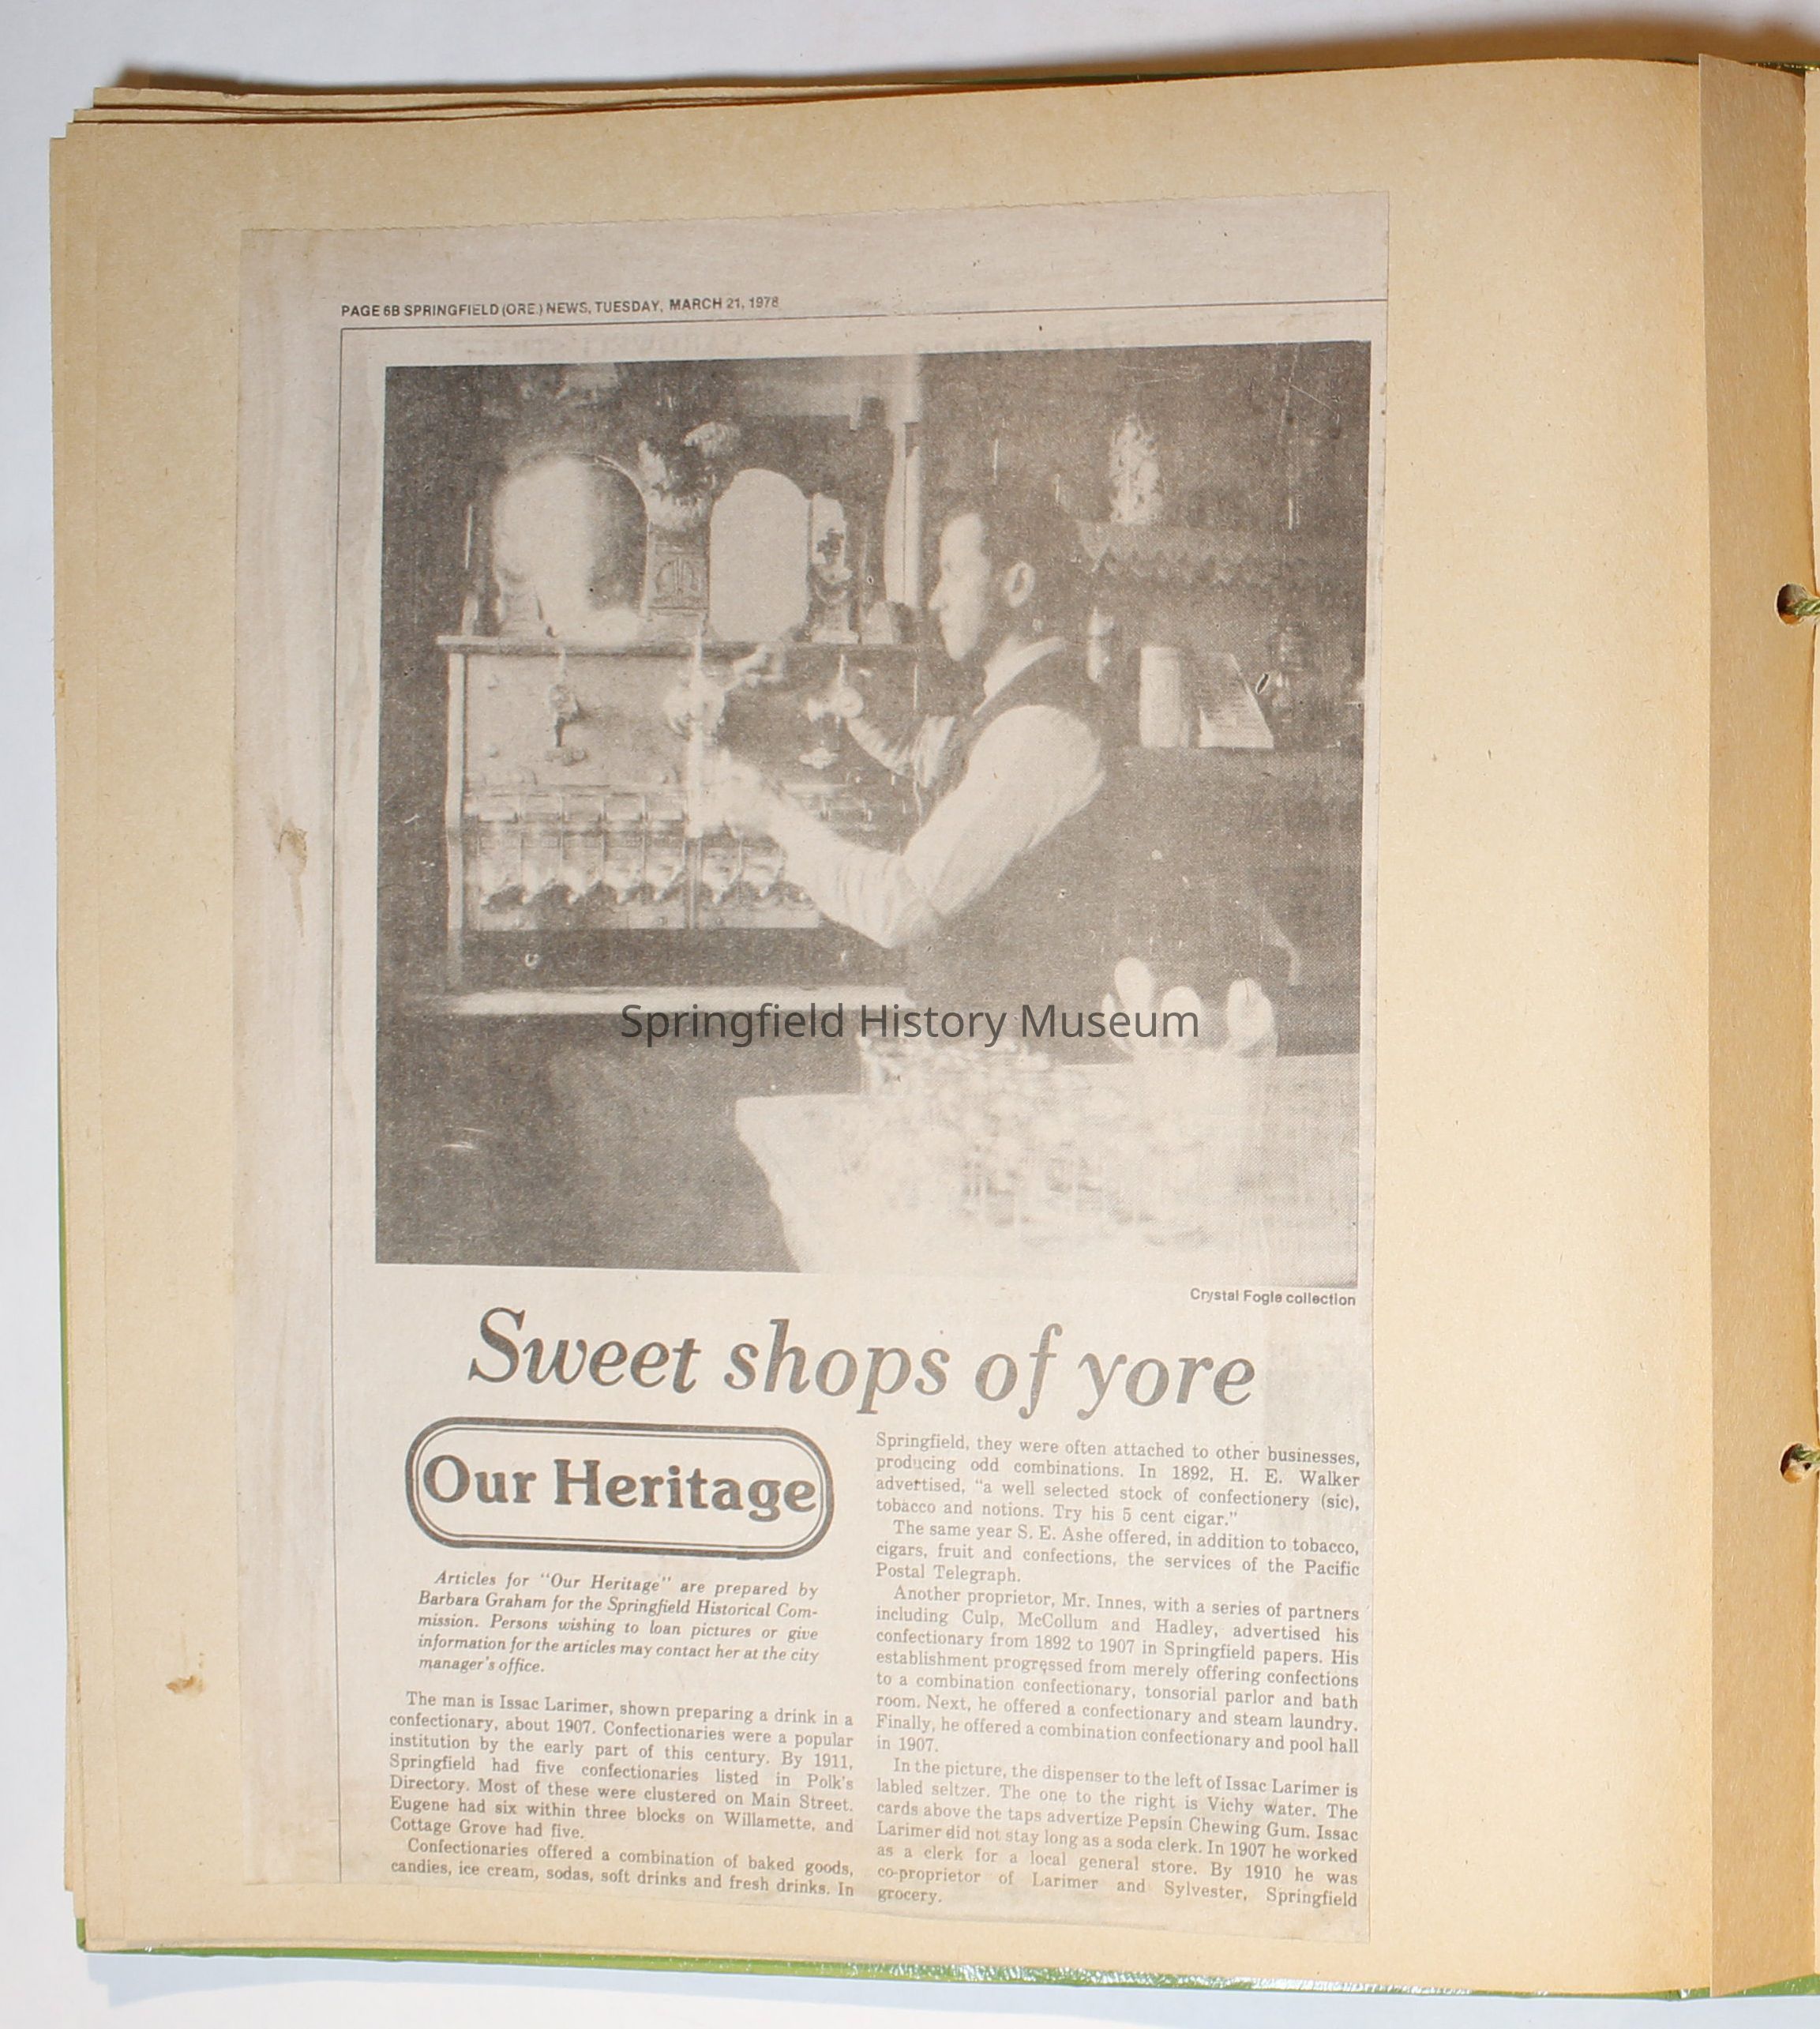 PAGE 6B SPRINGFIELD (ORE.) NEWS, TUESDAY, MARCH 21, 1978
Springfield History Museum
Crystal Fogle collection
Sweet shops of yore
Our Heritage
Articles for "Our Heritage" are prepared by
Barbara Graham for the Springfield Historical Com-
mission. Persons wishing to loan pictures or give
information for the articles may contact her at the city
manager's office.
The man is Issac Larimer, shown preparing a drink in a
confectionary, about 1907. Confectionaries were a popular
institution by the early part of this century. By 1911,
Springfield had five confectionaries listed in Polk's
Directory. Most of these were clustered on Main Street.
Eugene had six within three blocks on Willamette, and
Cottage Grove had five.
Confectionaries offered a combination of baked goods,
candies, ice cream, sodas, soft drinks and fresh drinks. In
Springfield, they were often attached to other businesses,
producing odd combinations. In 1892, H. E. Walker
advertised, "a well selected stock of confectionery (sic),
tobacco and notions. Try his 5 cent cigar."
The same year S. E. Ashe offered, in addition to tobacco,
cigars, fruit and confections, the services of the Pacific
Postal Telegraph.
Another proprietor, Mr. Innes, with a series of partners
including Culp, McCollum and Hadley, advertised his
confectionary from 1892 to 1907 in Springfield papers. His
establishment progressed from merely offering confections
to a combination confectionary, tonsorial parlor and bath
room. Next, he offered a confectionary and steam laundry.
Finally, he offered a combination confectionary and pool hall
in 1907.
In the picture, the dispenser to the left of Issac Larimer is
labled seltzer. The one to the right is Vichy water. The
cards above the taps advertize Pepsin Chewing Gum. Issac
Larimer did not stay long as a soda clerk. In 1907 he worked
as a clerk for a local general store. By 1910 he was
co-proprietor of Larimer and Sylvester, Springfield
grocery.